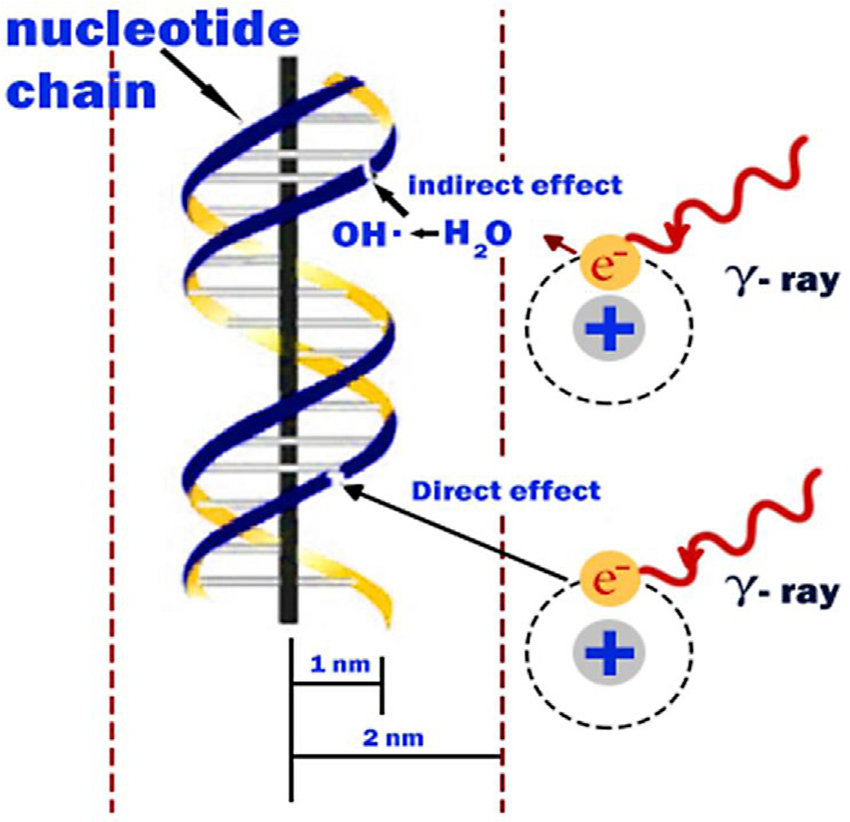 nucleotide
chain
indirect effect
OH· H₂O
e⁻
γ- ray
+
Direct effect
e⁻
γ- ray
+
1 nm
2 nm